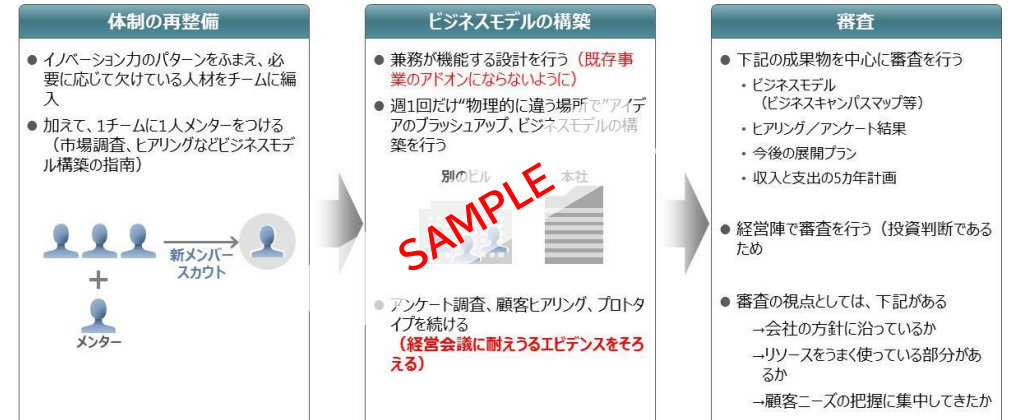 体制の再整備
● イノベーション力のパターンをふまえ、必
要に応じて欠けている人材をチームに編
入
● 加えて、1チームに1人メンターをつける
（市場調査、ヒアリングなどビジネスモデ
ル構築の指南）
新メンバー
スカウト
+
メンター
ビジネスモデルの構築
● 兼務が機能する設計を行う（既存事
業のアドオンにならないように）
● 週1回だけ"物理的に違う場所で"アイデ
アのブラッシュアップ、ビジネスモデルの構
築を行う
別のビル
本社
SAMPLE
● アンケート調査、顧客ヒアリング、プロトタ
イプを続ける
（経営会議に耐えうるエビデンスをそろ
える）
審査
● 下記の成果物を中心に審査を行う
・ビジネスモデル
（ビジネスキャンパスマップ等）
・ヒアリング／アンケート結果
・今後の展開プラン
・収入と支出の5カ年計画
● 経営陣で審査を行う（投資判断である
ため
● 審査の視点としては、下記がある
→会社の方針に沿っているか
→リソースをうまく使っている部分があ
るか
→顧客ニーズの把握に集中してきたか